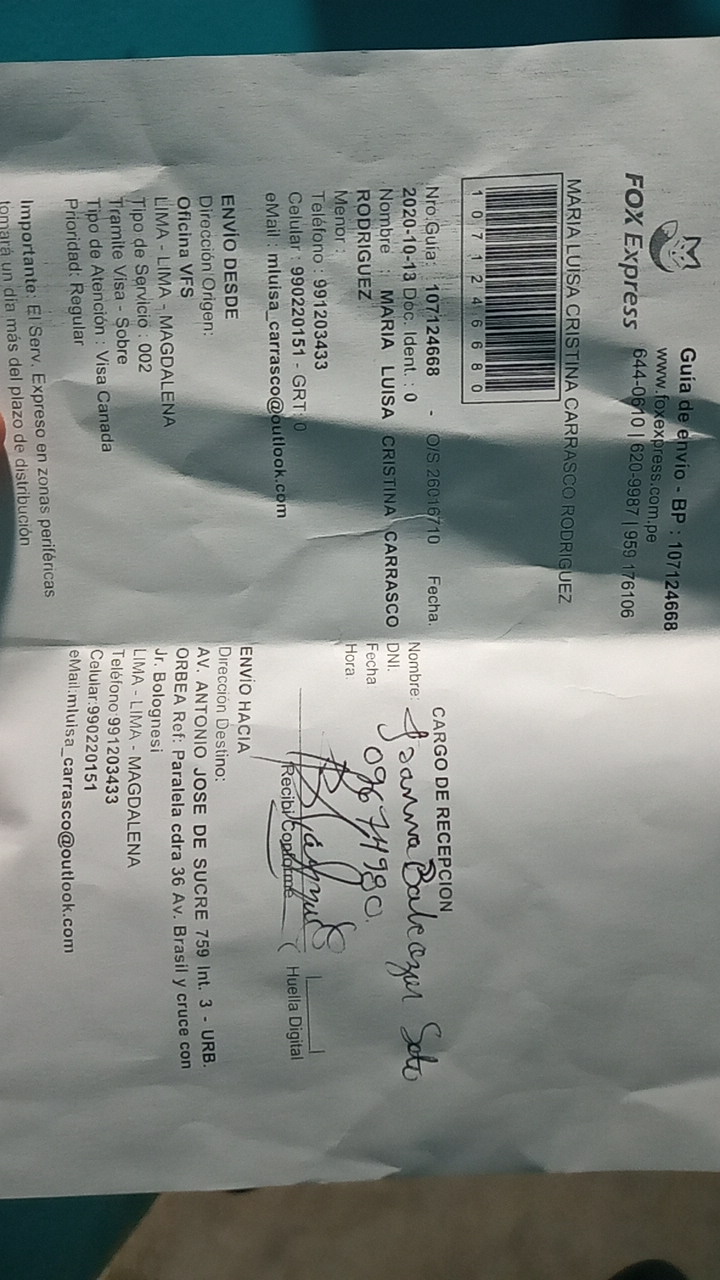 FOX Express
Guía de envio - BP : 107124668
www.foxexpress.com.pe
644-0610 | 620-9987 | 959 176106
MARIA LUISA CRISTINA CARRASCO RODRIGUEZ
1 0 7 1 2 4 6 6 8 0
Nro.Guía: 107124668 - O/S.26016710 Fecha.
2020-10-13 Doc. Ident. : 0
Nombre : MARIA LUISA CRISTINA CARRASCO
RODRIGUEZ
Menor :
Teléfono : 991203433
Celular : 990220151 - GRT: 0
eMail : mluisa_carrasco@outlook.com
ENVÍO DESDE
Dirección Origen:
Oficina VFS
LIMA - LIMA - MAGDALENA
Tipo de Servicio : 002
Tramite Visa - Sobre
Tipo de Atención : Visa Canada
Prioridad: Regular
Importante: El Serv. Expreso en zonas periféricas
tomará un día más del plazo de distribución
CARGO DE RECEPCION
Nombre: Joanna Balcazar Soto
DNI. 09674980
Fecha
Hora
Recibí Conforme
Huella Digital
ENVÍO HACIA
Dirección Destino:
AV. ANTONIO JOSE DE SUCRE 759 Int. 3 - URB.
ORBEA Ref: Paralela cdra 36 Av. Brasil y cruce con
Jr. Bolognesi
LIMA - LIMA - MAGDALENA
Teléfono:991203433
Celular:990220151
eMail:mluisa_carrasco@outlook.com